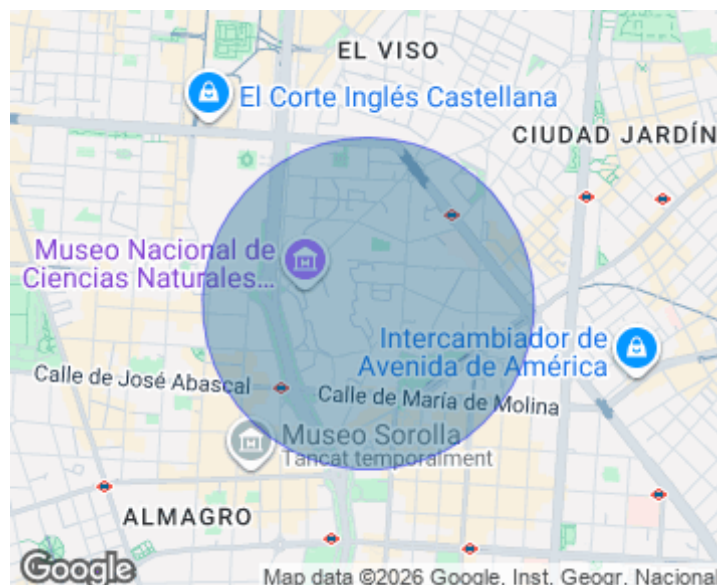 EL VISO
El Corte Inglés Castellana
CIUDAD JARDÍN
Museo Nacional de
Ciencias Naturales...
Intercambiador de
Avenida de América
Calle de José Abascal
Calle de María de Molina
Museo Sorolla
Tancat temporalment
ALMAGRO
Google
Map data ©2026 Google, Inst. Geogr. Nacional